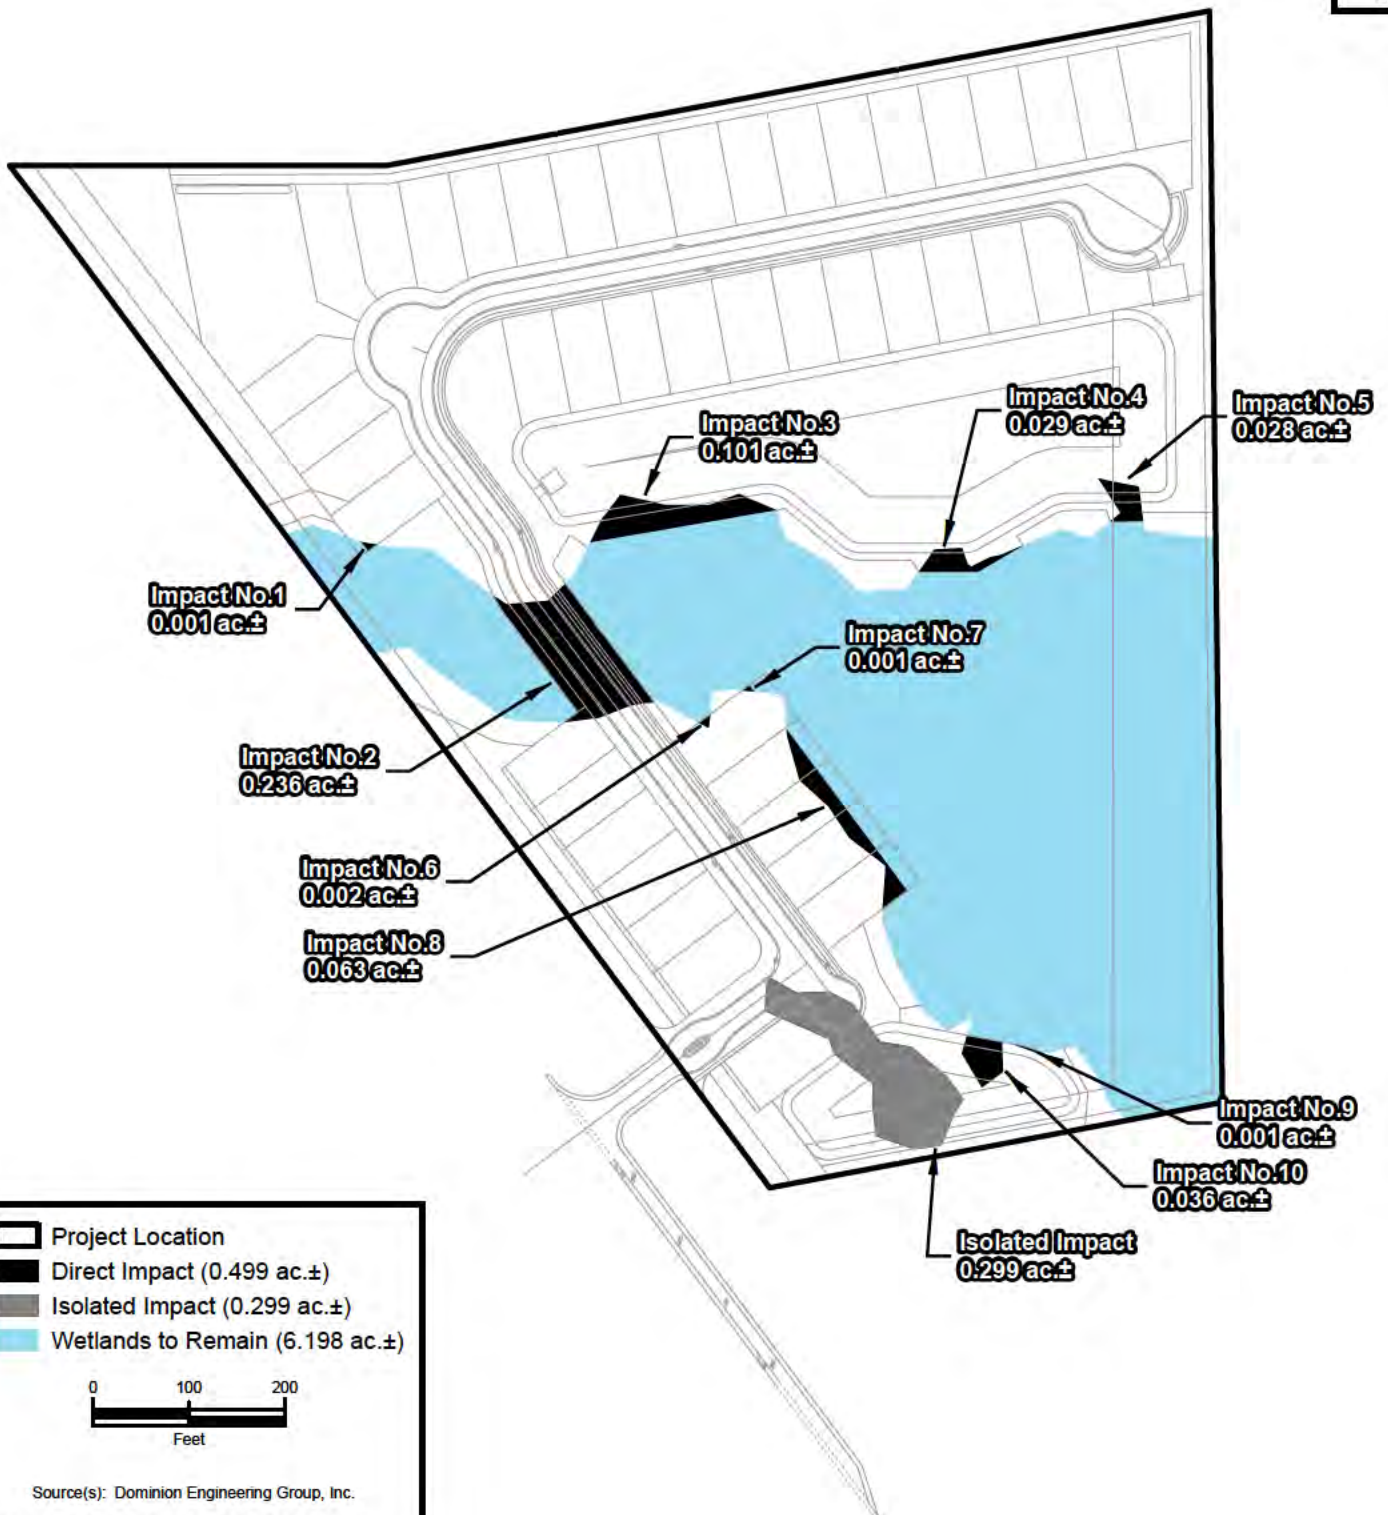 Impact No.4
0.029 ac.±
Impact No.5
0.028 ac.±
Impact No.3
0.101 ac.±
Impact No.1
0.001 ac.±
Impact No.7
0.001 ac.±
Impact No.2
0.236 ac.±
Impact No.6
0.002 ac.±
Impact No.8
0.063 ac.±
Impact No.9
0.001 ac.±
Impact No.10
0.036 ac.±
Isolated Impact
0.299 ac.±
Project Location
Direct Impact (0.499 ac.±)
Isolated Impact (0.299 ac.±)
Wetlands to Remain (6.198 ac.±)
0 100 200
Feet
Source(s): Dominion Engineering Group, Inc.